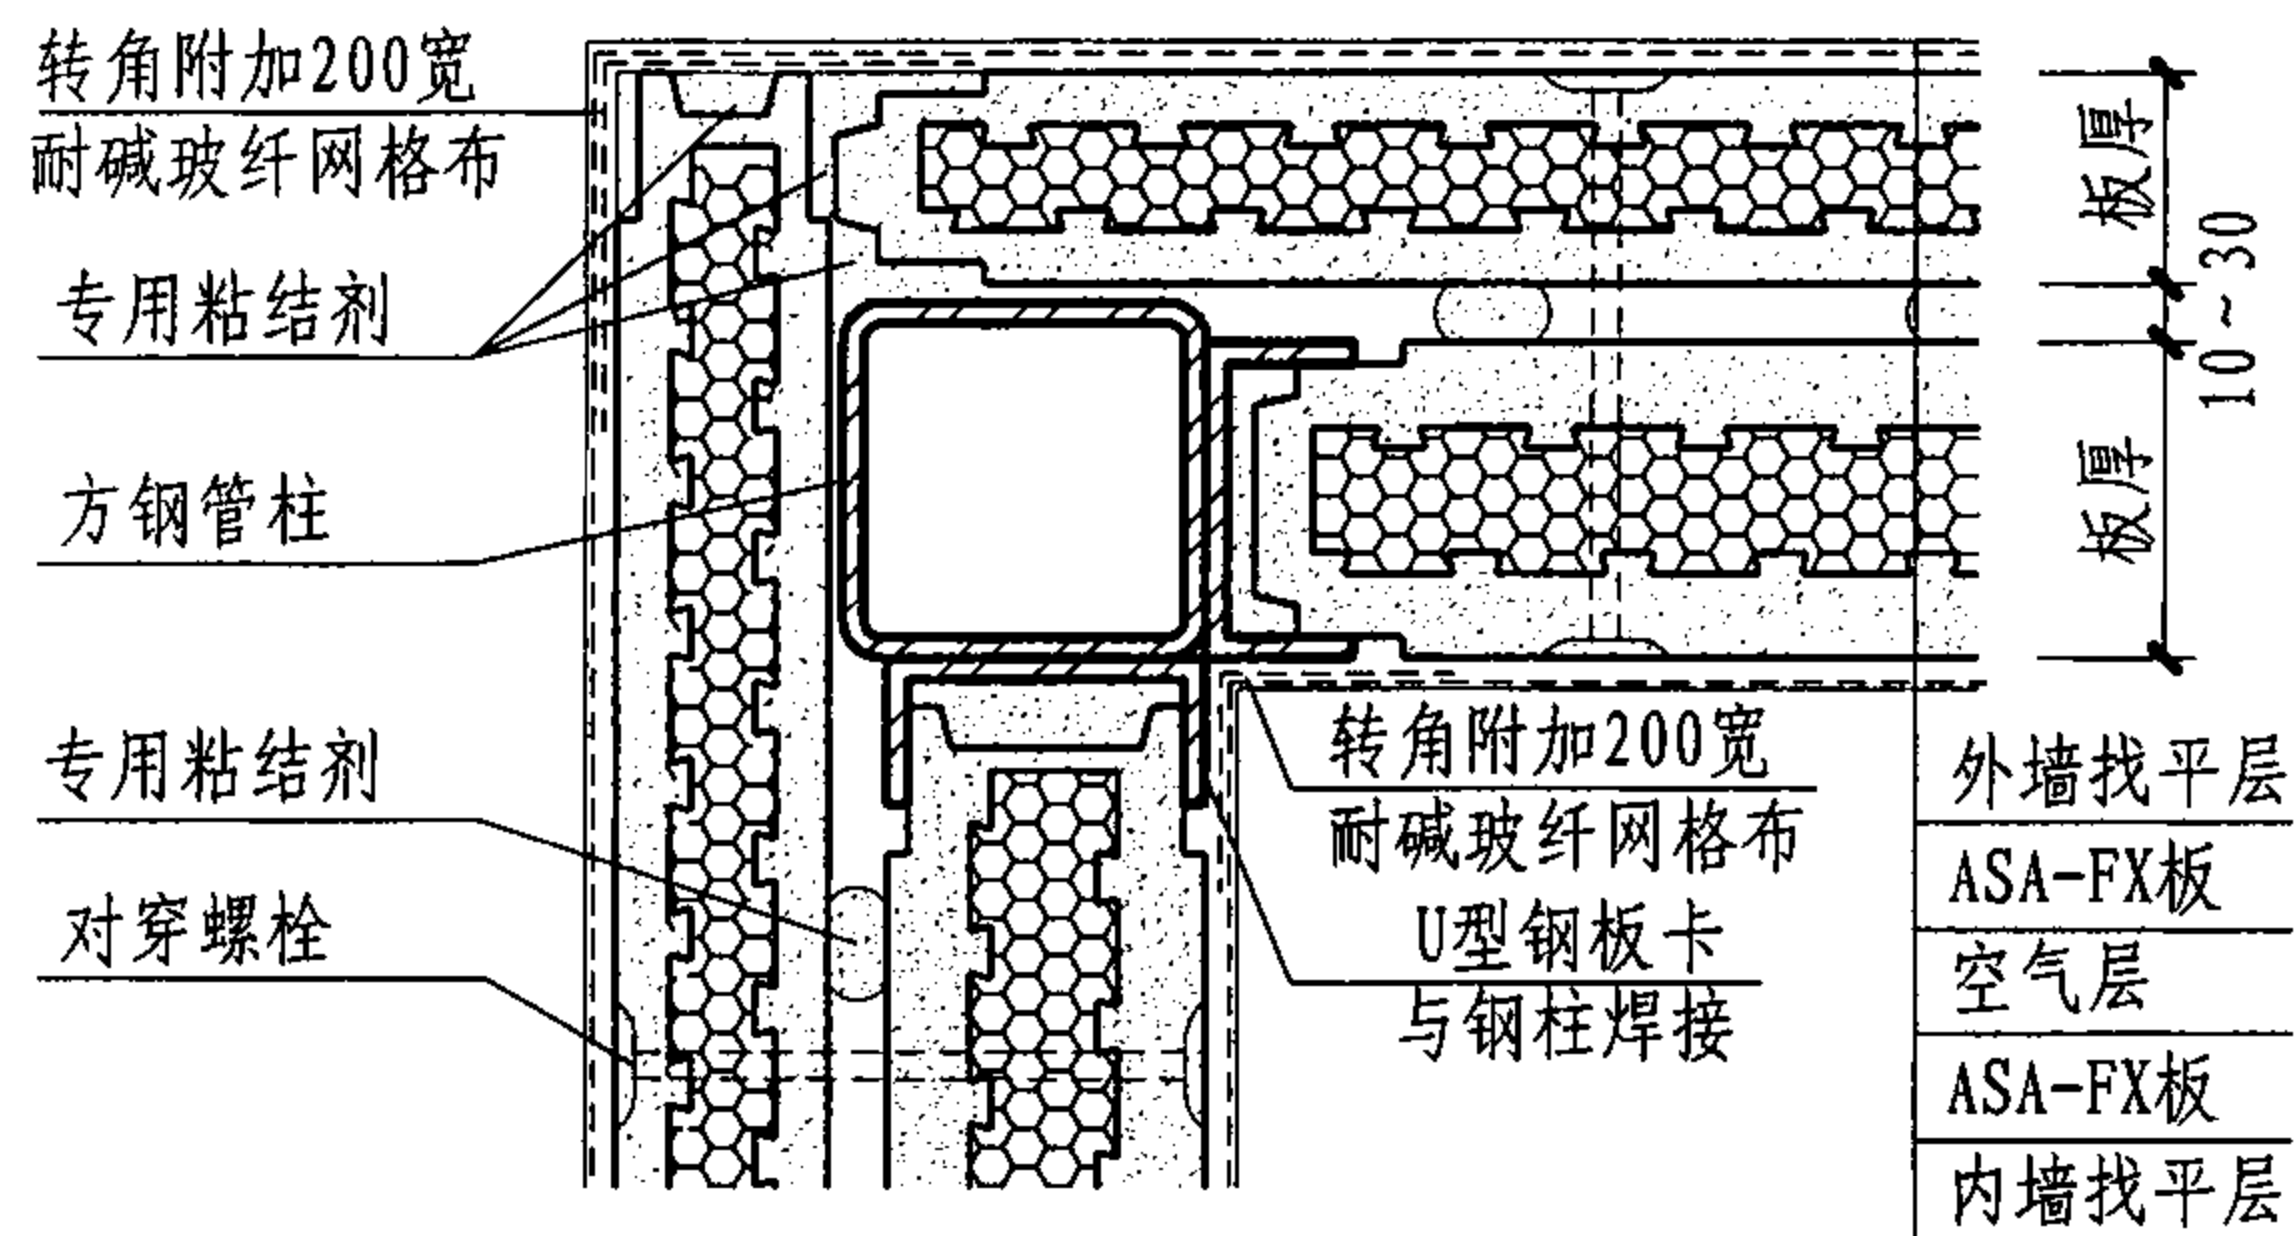 转角附加200宽
耐碱玻纤网格布
专用粘结剂
方钢管柱
专用粘结剂
对穿螺栓
板厚
10~30
板厚
转角附加200宽
耐碱玻纤网格布
U型钢板卡
与钢柱焊接
外墙找平层
ASA-FX板
空气层
ASA-FX板
内墙找平层